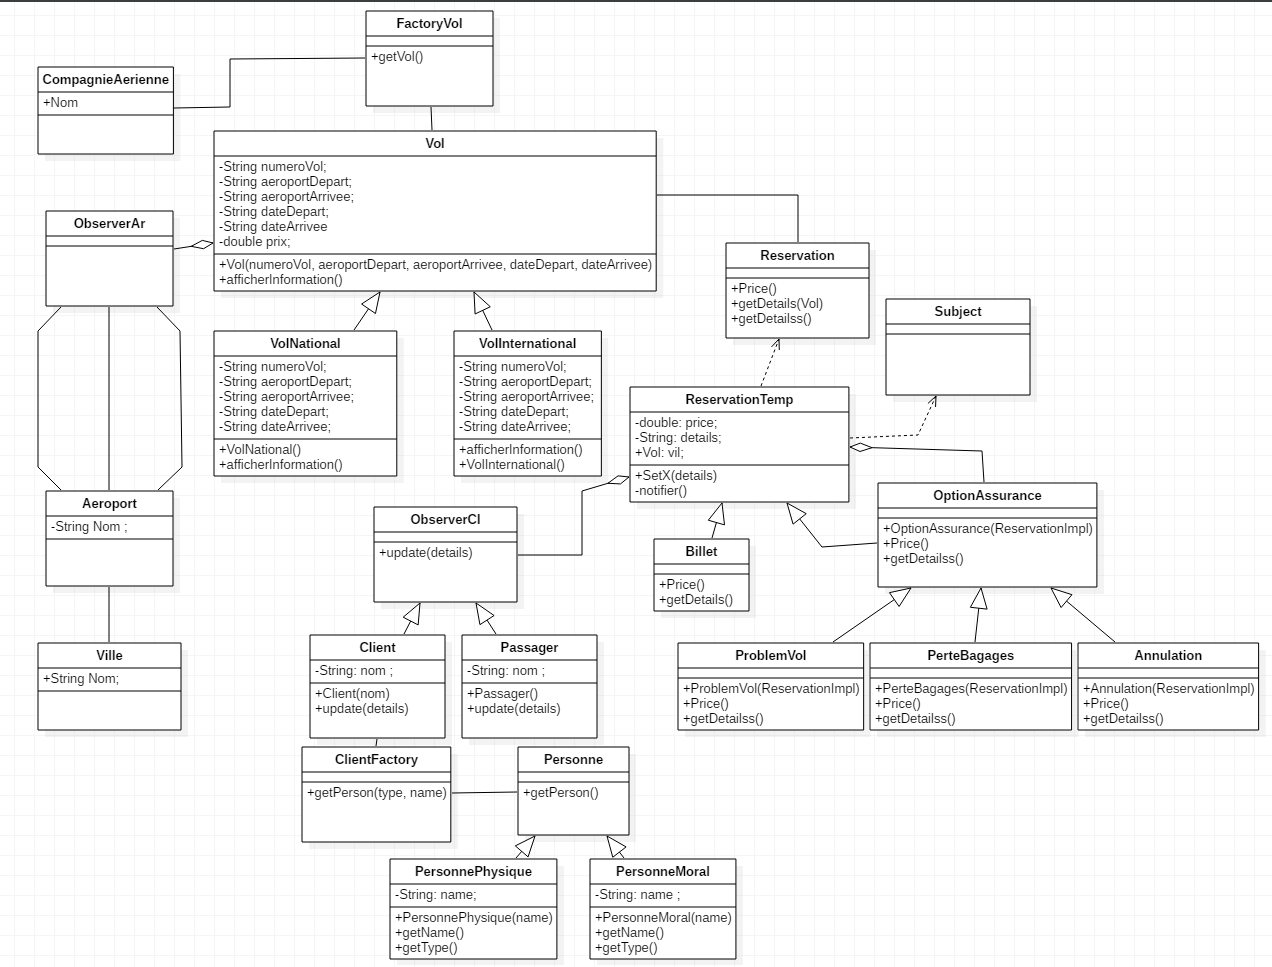 FactoryVol
+getVol()
CompagnieAerienne
+Nom
Vol
-String numeroVol;
-String aeroportDepart;
-String aeroportArrivee;
-String dateDepart;
-String dateArrivee
-double prix;
+Vol(numeroVol, aeroportDepart, aeroportArrivee, dateDepart, dateArrivee)
+afficherInformation()
ObserverAr
Reservation
+Price()
+getDetails(Vol)
+getDetailss()
Subject
VolNational
-String numeroVol;
-String aeroportDepart;
-String aeroportArrivee;
-String dateDepart;
-String dateArrivee;
+VolNational()
+afficherInformation()
VolInternational
-String numeroVol;
-String aeroportDepart;
-String aeroportArrivee;
-String dateDepart;
-String dateArrivee;
+afficherInformation()
+VolInternational()
ReservationTemp
-double: price;
-String: details;
+Vol: vil;
+SetX(details)
-notifier()
Aeroport
-String Nom ;
ObserverCl
+update(details)
OptionAssurance
+OptionAssurance(ReservationImpl)
+Price()
+getDetailss()
Billet
+Price()
+getDetails()
Ville
+String Nom;
Client
-String: nom ;
+Client(nom)
+update(details)
Passager
-String: nom ;
+Passager()
+update(details)
ProblemVol
+ProblemVol(ReservationImpl)
+Price()
+getDetailss()
PerteBagages
+PerteBagages(ReservationImpl)
+Price()
+getDetailss()
Annulation
+Annulation(ReservationImpl)
+Price()
+getDetailss()
ClientFactory
+getPerson(type, name)
Personne
+getPerson()
PersonnePhysique
-String: name;
+PersonnePhysique(name)
+getName()
+getType()
PersonneMoral
-String: name ;
+PersonneMoral(name)
+getName()
+getType()